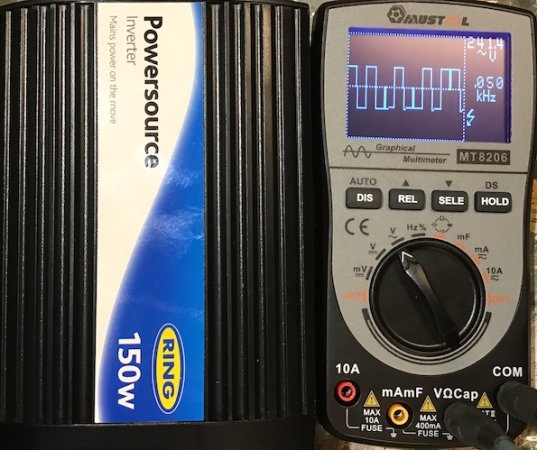 Powersource
Inverter
Mains power on the move
RING
150w
MUSTOOL
241.4
~ V
.050
kHz
Graphical
Multimeter
MT8206
AUTO
▲
▼
DS
DIS
REL
SELE
HOLD
CE
mV
V
V
Hz%
mF
mA
10A
OFF
10A
COM
mAmF
VΩCap
MAX
10A
FUSE
MAX
400mA
FUSE